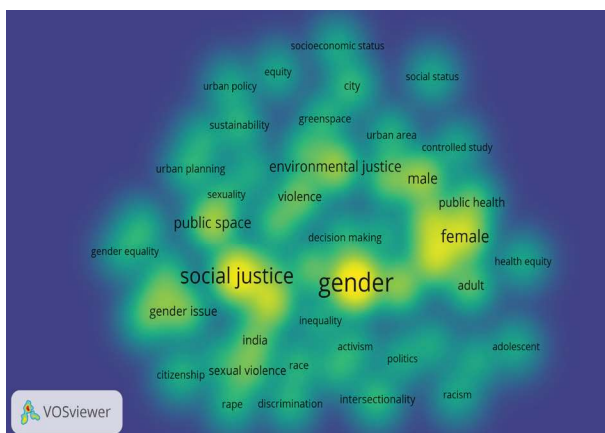 socioeconomic status
equity
social status
urban policy
city
greenspace
sustainability
urban area
controlled study
environmental justice
urban planning
male
sexuality
violence
public health
public space
decision making
female
gender equality
health equity
social justice
gender
adult
gender issue
inequality
india
activism
adolescent
politics
race
citizenship
sexual violence
racism
intersectionality
rape
discrimination
VOSviewer